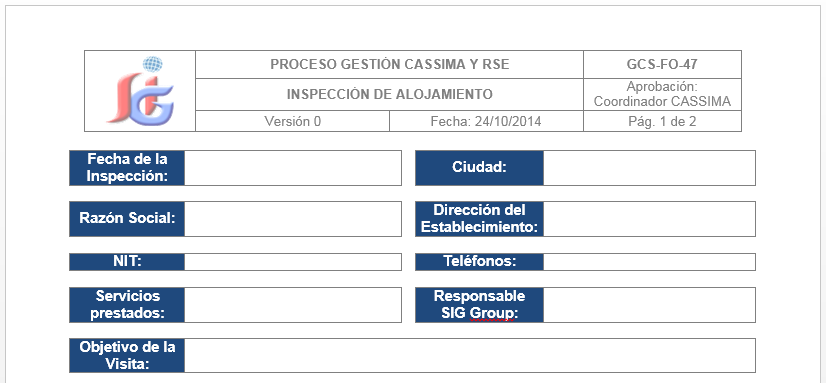 PROCESO GESTIÓN CASSIMA Y RSE
GCS-FO-47
INSPECCIÓN DE ALOJAMIENTO
Aprobación:
Coordinador CASSIMA
Versión 0
Fecha: 24/10/2014
Pág. 1 de 2
Fecha de la
Inspección:
Ciudad:
Razón Social:
Dirección del
Establecimiento:
NIT:
Teléfonos:
Servicios
prestados:
Responsable
SIG Group:
Objetivo de la
Visita: